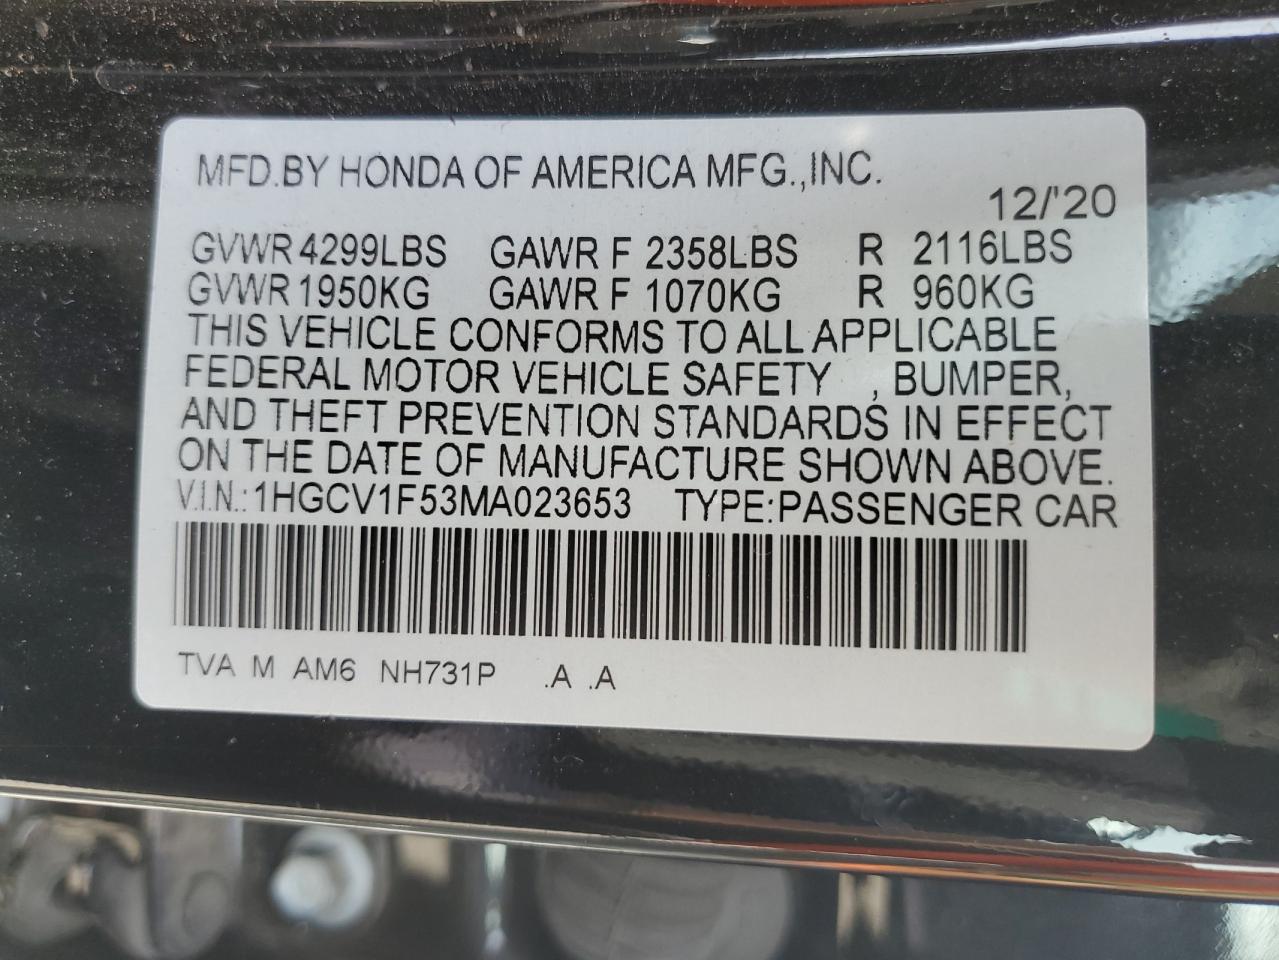 MFD.BY HONDA OF AMERICA MFG.,INC.
12/'20
GVWR 4299LBS GAWR F 2358LBS R 2116LBS
GVWR 1950KG GAWR F 1070KG R 960KG
THIS VEHICLE CONFORMS TO ALL APPLICABLE
FEDERAL MOTOR VEHICLE SAFETY , BUMPER,
AND THEFT PREVENTION STANDARDS IN EFFECT
ON THE DATE OF MANUFACTURE SHOWN ABOVE.
V.I.N.: 1HGCV1F53MA023653 TYPE:PASSENGER CAR
TVA M AM6 NH731P .A .A